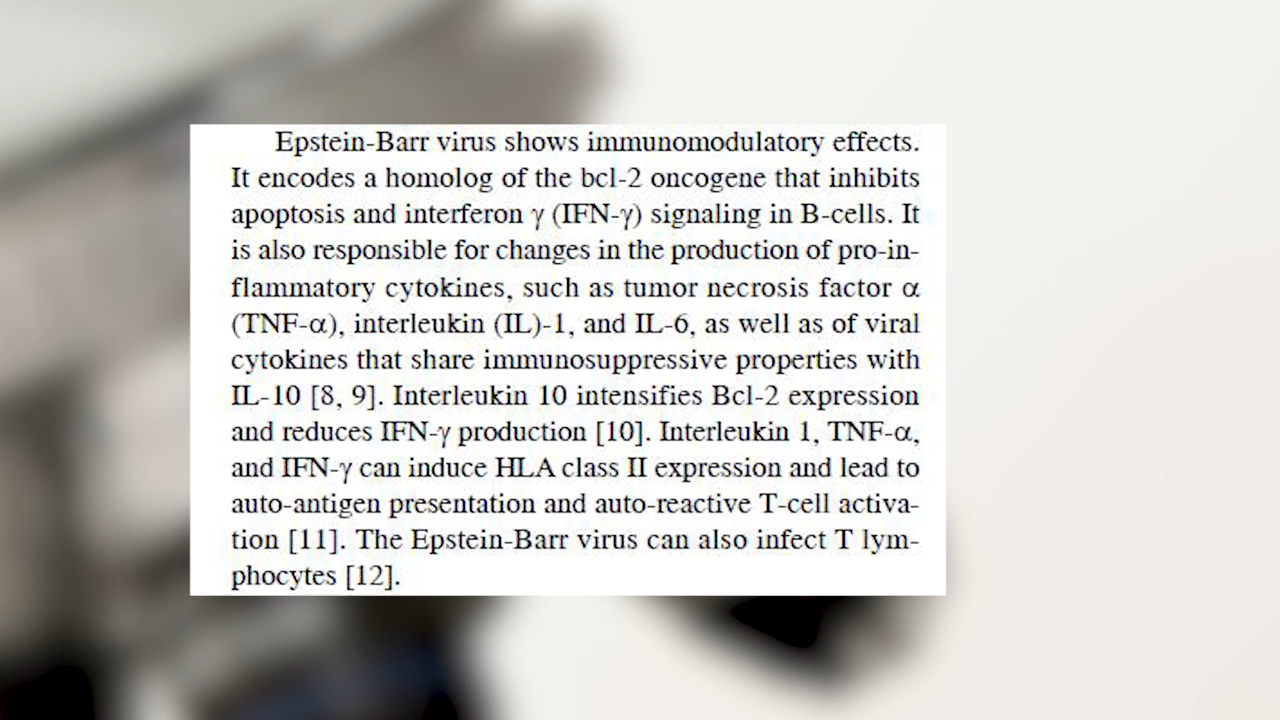 Epstein-Barr virus shows immunomodulatory effects.
It encodes a homolog of the bcl-2 oncogene that inhibits
apoptosis and interferon γ (IFN-γ) signaling in B-cells. It
is also responsible for changes in the production of pro-in-
flammatory cytokines, such as tumor necrosis factor α
(TNF-α), interleukin (IL)-1, and IL-6, as well as of viral
cytokines that share immunosuppressive properties with
IL-10 [8, 9]. Interleukin 10 intensifies Bcl-2 expression
and reduces IFN-γ production [10]. Interleukin 1, TNF-α,
and IFN-γ can induce HLA class II expression and lead to
auto-antigen presentation and auto-reactive T-cell activa-
tion [11]. The Epstein-Barr virus can also infect T lym-
phocytes [12].